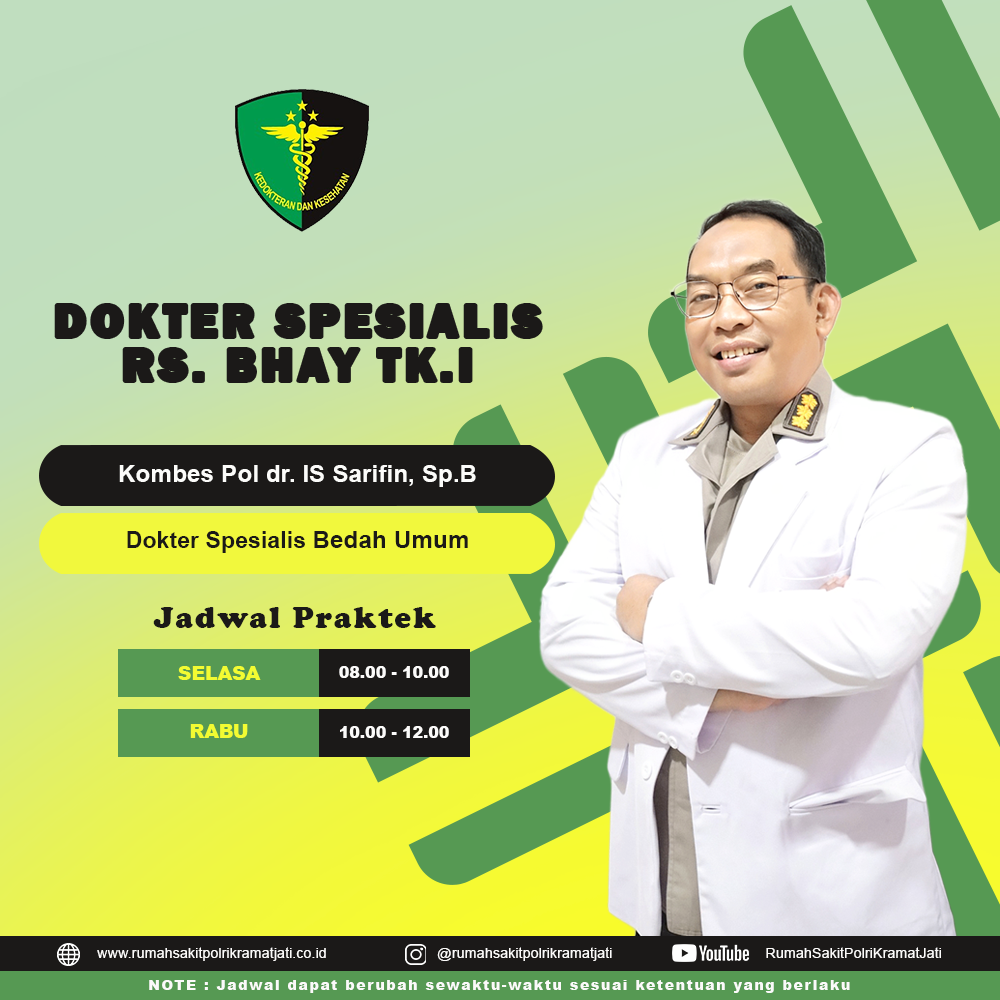 KEDOKTERAN DAN KESEHATAN
DOKTER SPESIALIS
RS. BHAY TK.I
Kombes Pol dr. IS Sarifin, Sp.B
Dokter Spesialis Bedah Umum
Jadwal Praktek
SELASA 08.00 - 10.00
RABU 10.00 - 12.00
www.rumahsakitpolrikramatjati.co.id @rumahsakitpolrikramatjati YouTube RumahSakitPolriKramatJati
NOTE : Jadwal dapat berubah sewaktu-waktu sesuai ketentuan yang berlaku